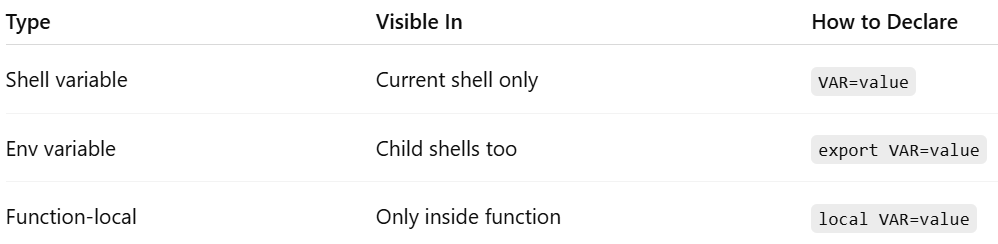 Type Visible In How to Declare
Shell variable Current shell only VAR=value
Env variable Child shells too export VAR=value
Function-local Only inside function local VAR=value